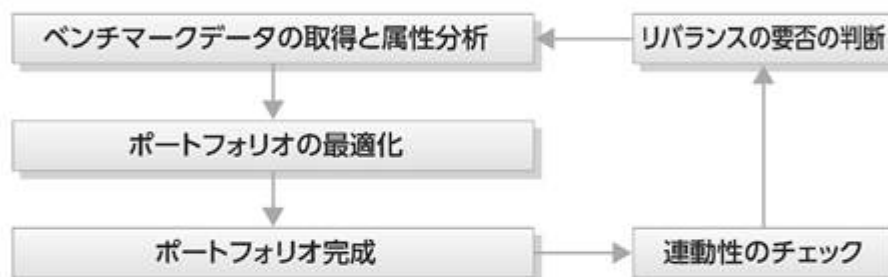 ベンチマークデータの取得と属性分析
リバランスの要否の判断
ポートフォリオの最適化
ポートフォリオ完成
連動性のチェック